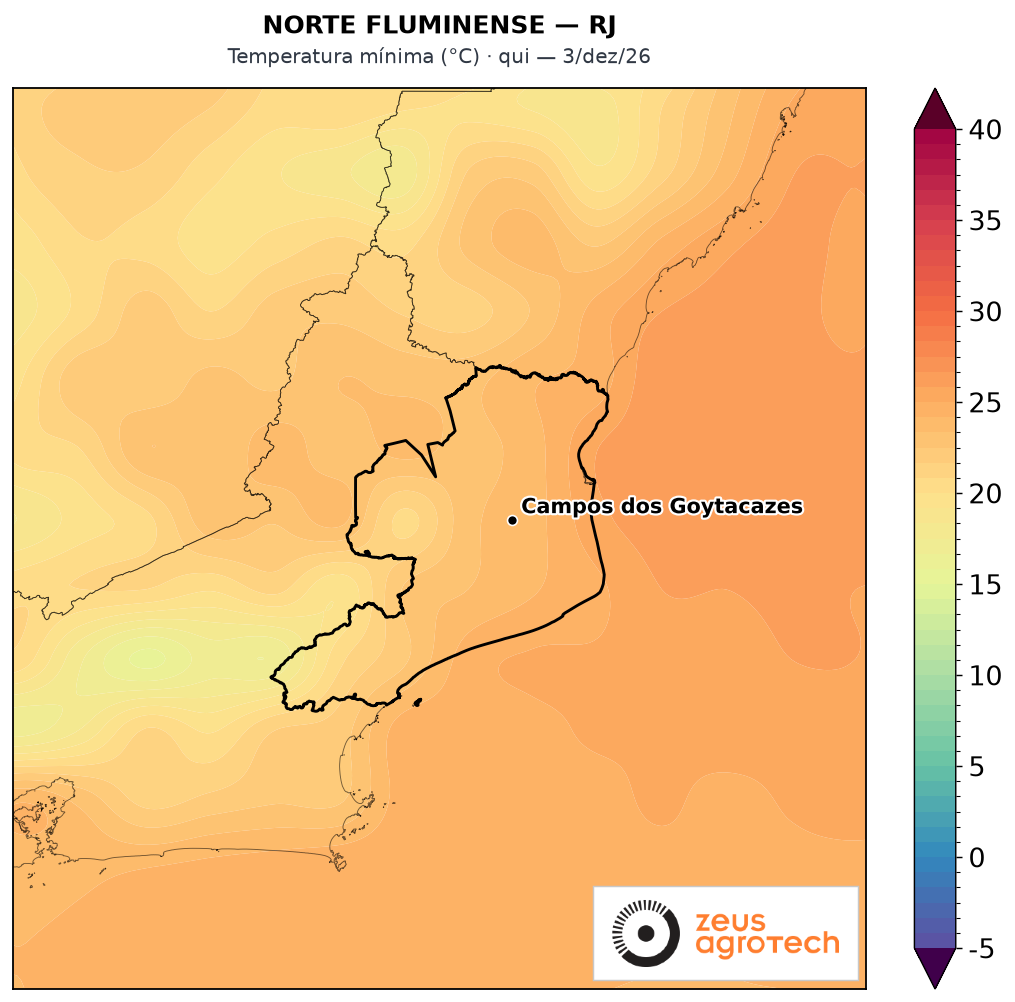 NORTE FLUMINENSE — RJ
Temperatura mínima (°C) · qui — 3/dez/26
40
35
30
25
20
15
10
5
0
-5
Campos dos Goytacazes
zeus
agrotech